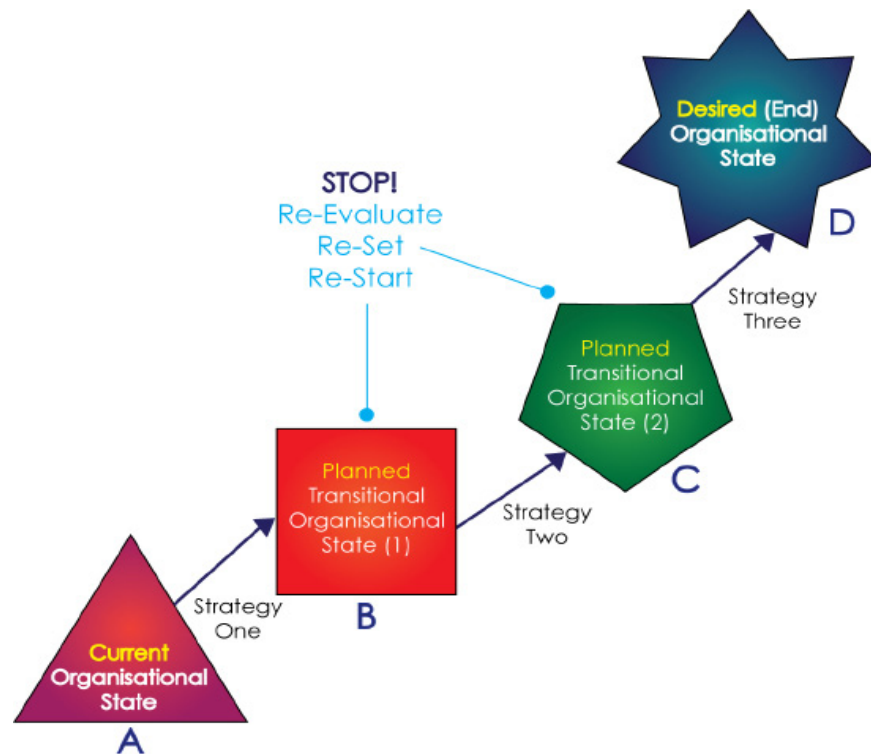 Desired (End)
Organisational
State
D
STOP!
Re-Evaluate
Re-Set
Re-Start
Strategy
Three
Planned
Transitional
Organisational
State (2)
C
Planned
Transitional
Organisational
State (1)
Strategy
Two
B
Strategy
One
Current
Organisational
State
A